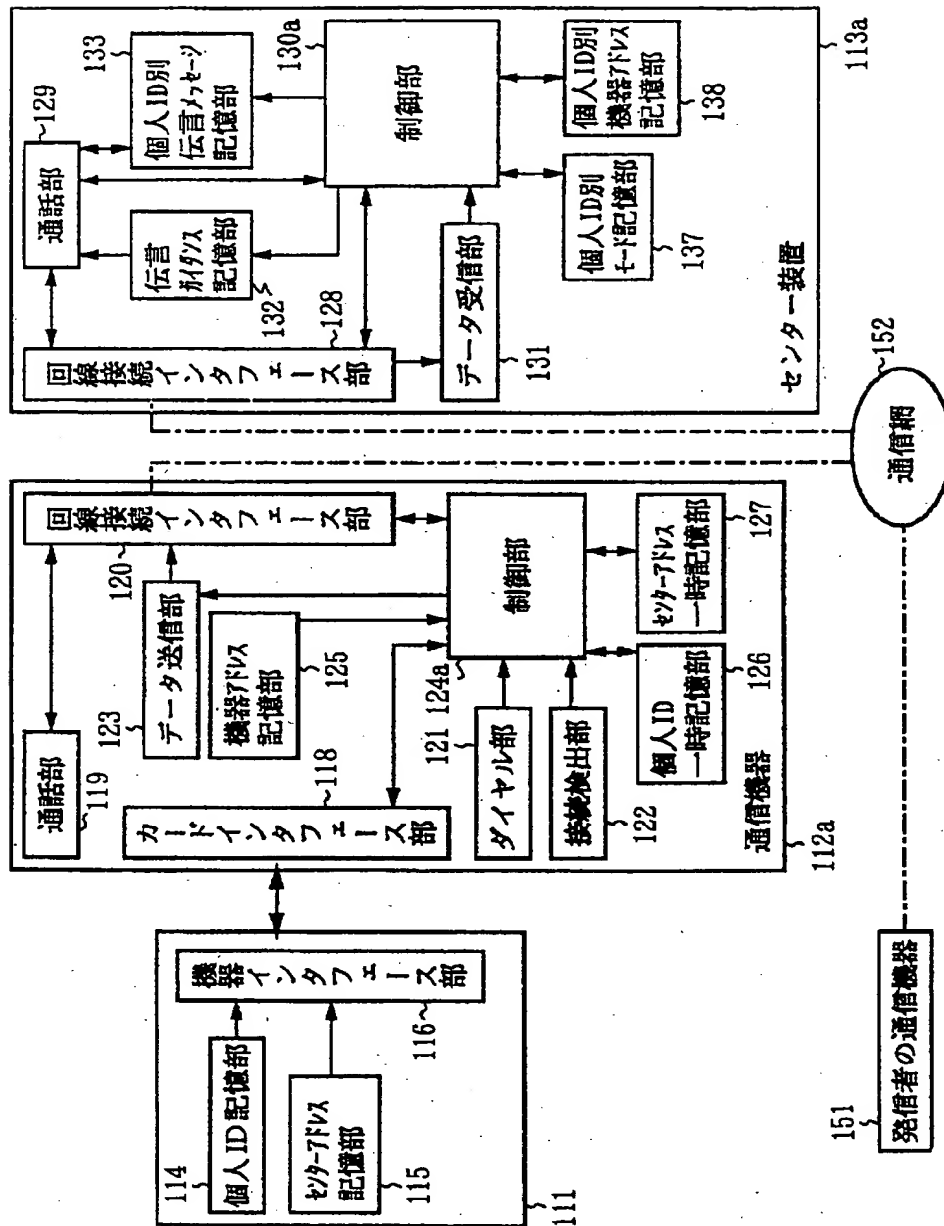 114
個人ID記憶部
115
センターアドレス
記憶部
116
機器
インタフェース部
111
通話部
119
120
回線接続
インタフェース部
123
データ送信部
機器アドレス
記憶部
125
118
カードインタフェース部
121
ダイヤル部
接続検出部
122
124a
制御部
個人ID
一時記憶部
126
センターアドレス
一時記憶部
127
通信機器
112a
回線接続
インタフェース部
128
129
通話部
伝言
ガイダンス
記憶部
132
133
個人ID別
伝言メッセージ
記憶部
データ受信部
131
130a
制御部
個人ID別
モード記憶部
137
個人ID別
機器アドレス
記憶部
138
センター装置
113a
151
発信者の通信機器
152
通信網